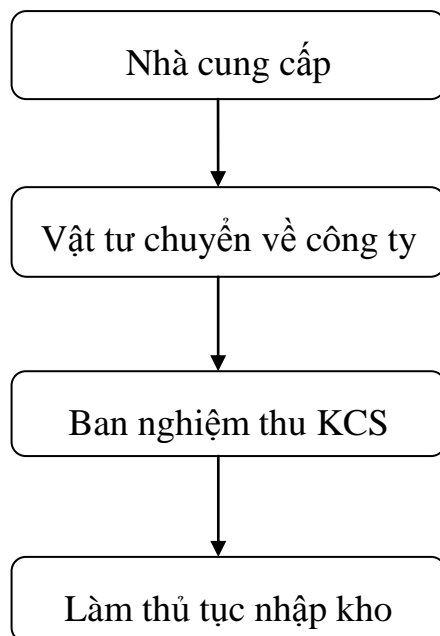 Nhà cung cấp
Vật tư chuyển về công ty
Ban nghiệm thu KCS
Làm thủ tục nhập kho